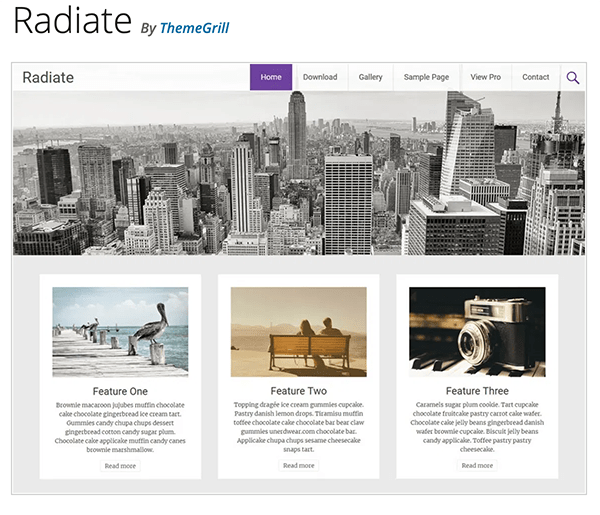 Radiate By ThemeGrill
Radiate Home Download Gallery Sample Page View Pro Contact
Feature One
Brownie macaroon jujubes muffin chocolate
cake chocolate gingerbread ice cream tart.
Gummies candy chupa chups dessert
gingerbread cotton candy sugar plum.
Chocolate cake applicake muffin candy canes
brownie marshmallow.
Read more
Feature Two
Topping dragée ice cream gummies cupcake.
Pastry danish lemon drops. Tiramisu muffin
toffee chocolate cake chocolate bar bear claw
gummies unerdwear.com chocolate bar.
Applicake chupa chups sesame cheesecake
snaps tart.
Read more
Feature Three
Caramels sugar plum cookie. Tart cupcake
chocolate fruitcake pastry carrot cake wafer.
Chocolate cake jelly beans gingerbread danish
wafer brownie cupcake. Biscuit jelly beans
candy applicake. Toffee pastry pastry
cheesecake.
Read more